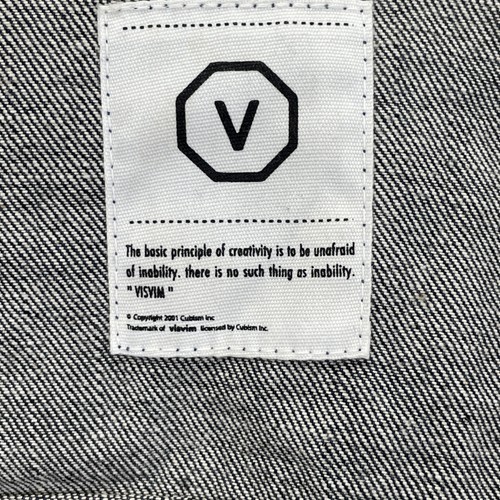 V
The basic principle of creativity is to be unafraid
of inability. there is no such thing as inability.
" VISVIM "
© Copyright 2001 Cubism Inc
Trademark of visvim licensed by Cubism Inc.